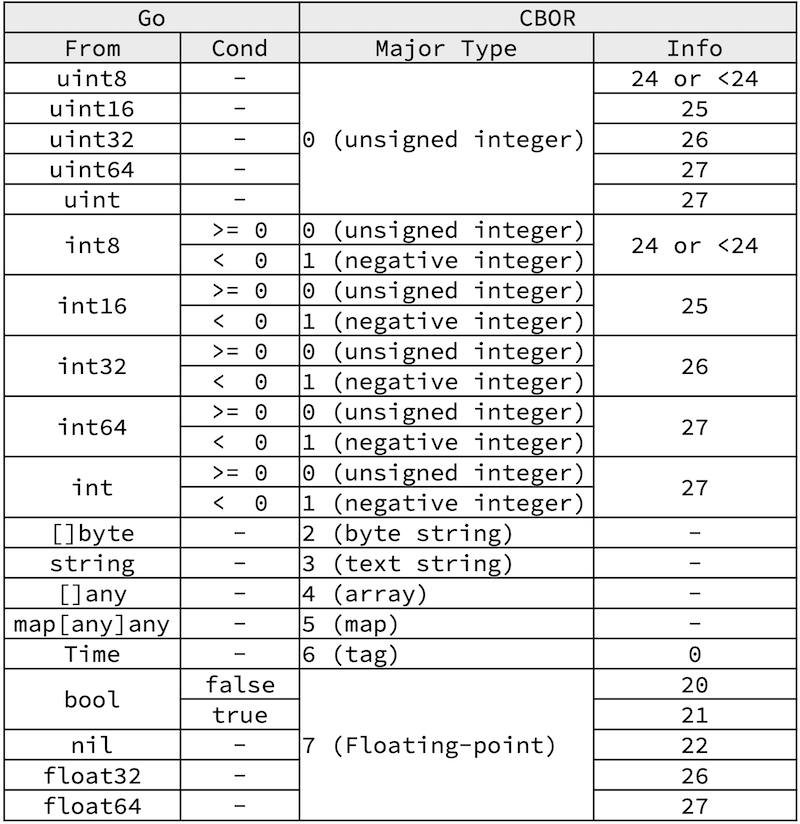 Go CBOR
From Cond Major Type Info
uint8 - 24 or <24
uint16 - 25
uint32 - 0 (unsigned integer) 26
uint64 - 27
uint - 27
int8 >= 0 0 (unsigned integer) 24 or <24
< 0 1 (negative integer)
int16 >= 0 0 (unsigned integer) 25
< 0 1 (negative integer)
int32 >= 0 0 (unsigned integer) 26
< 0 1 (negative integer)
int64 >= 0 0 (unsigned integer) 27
< 0 1 (negative integer)
int >= 0 0 (unsigned integer) 27
< 0 1 (negative integer)
[]byte - 2 (byte string) -
string - 3 (text string) -
[]any - 4 (array) -
map[any]any - 5 (map) -
Time - 6 (tag) 0
bool false 20
true 21
nil - 7 (Floating-point) 22
float32 - 26
float64 - 27